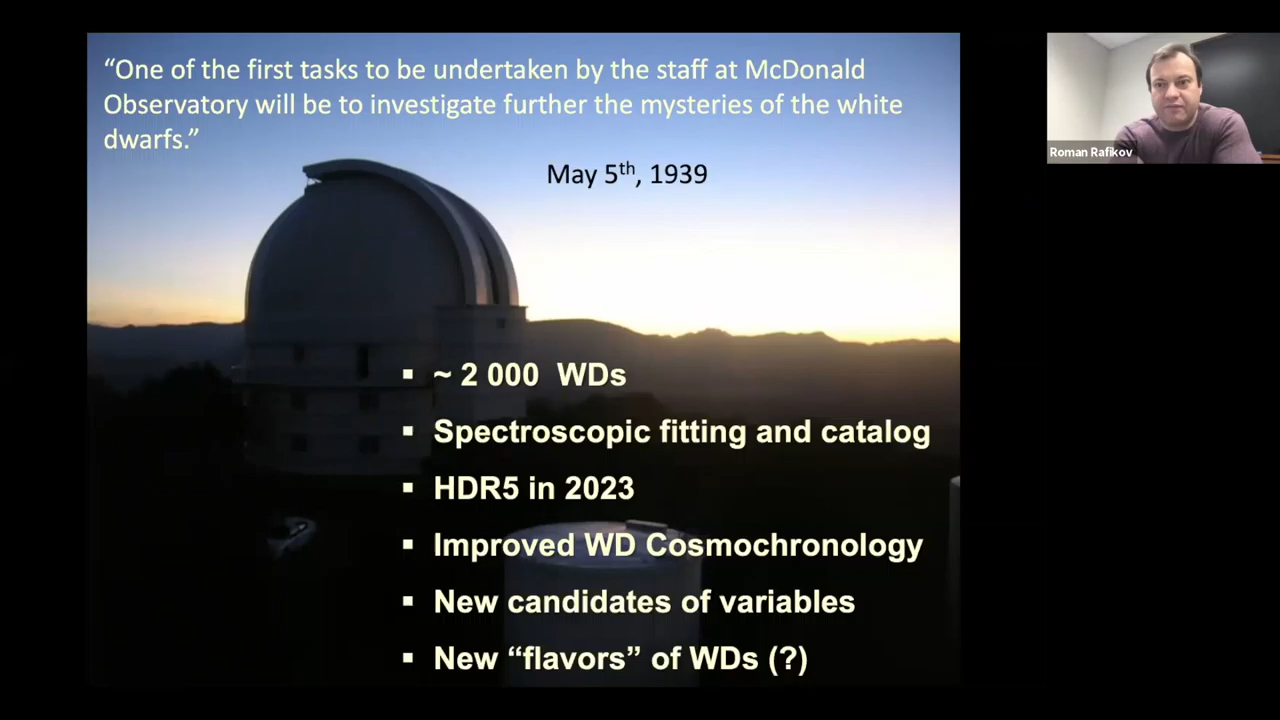 “One of the first tasks to be undertaken by the staff at McDonald
Observatory will be to investigate further the mysteries of the white
dwarfs.”
May 5th, 1939
Roman Rafikov
▪ ~ 2 000 WDs
▪ Spectroscopic fitting and catalog
▪ HDR5 in 2023
▪ Improved WD Cosmochronology
▪ New candidates of variables
▪ New “flavors” of WDs (?)